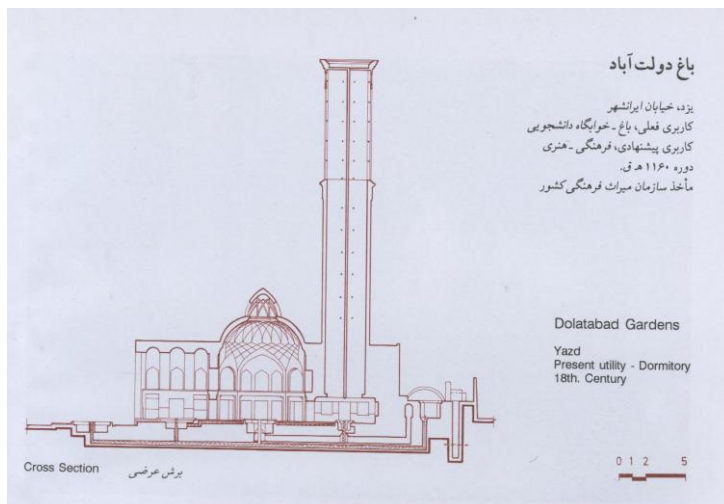 باغ دولت آباد
یزد، خیابان ایرانشهر
کاربری فعلی، باغ - خوابگاه دانشجویی
کاربری پیشنهادی، فرهنگی - هنری
دوره ۱۱۶۰ ه‍ ق.
مأخذ سازمان میراث فرهنگی کشور
Dolatabad Gardens
Yazd
Present utility - Dormitory
18th. Century
0 1 2 5
Cross Section برش عرضی